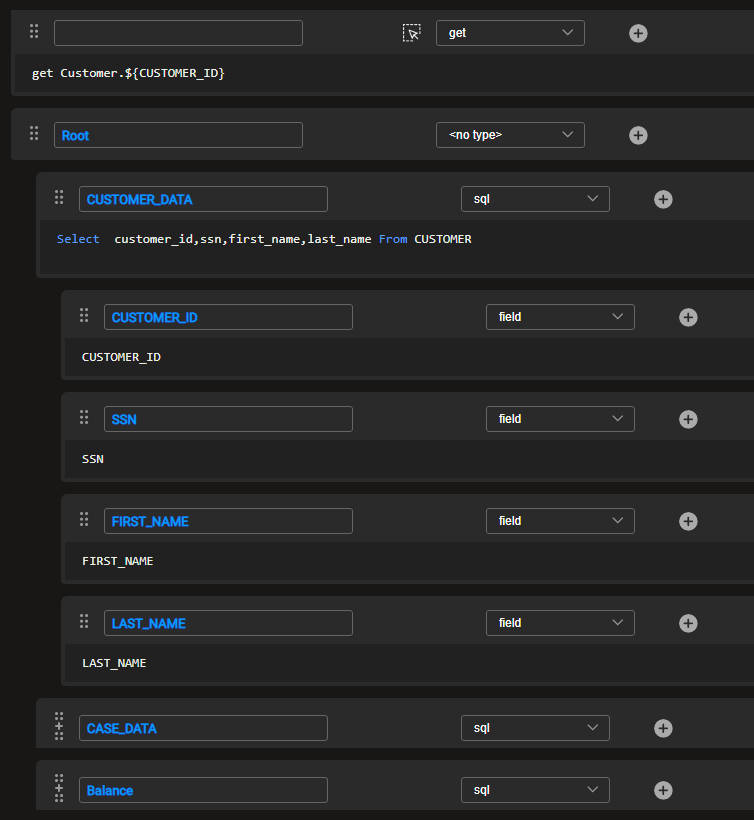 get
get Customer.${CUSTOMER_ID}
Root <no type>
CUSTOMER_DATA sql
Select  customer_id,ssn,first_name,last_name From CUSTOMER
CUSTOMER_ID field
CUSTOMER_ID
SSN field
SSN
FIRST_NAME field
FIRST_NAME
LAST_NAME field
LAST_NAME
CASE_DATA sql
Balance sql